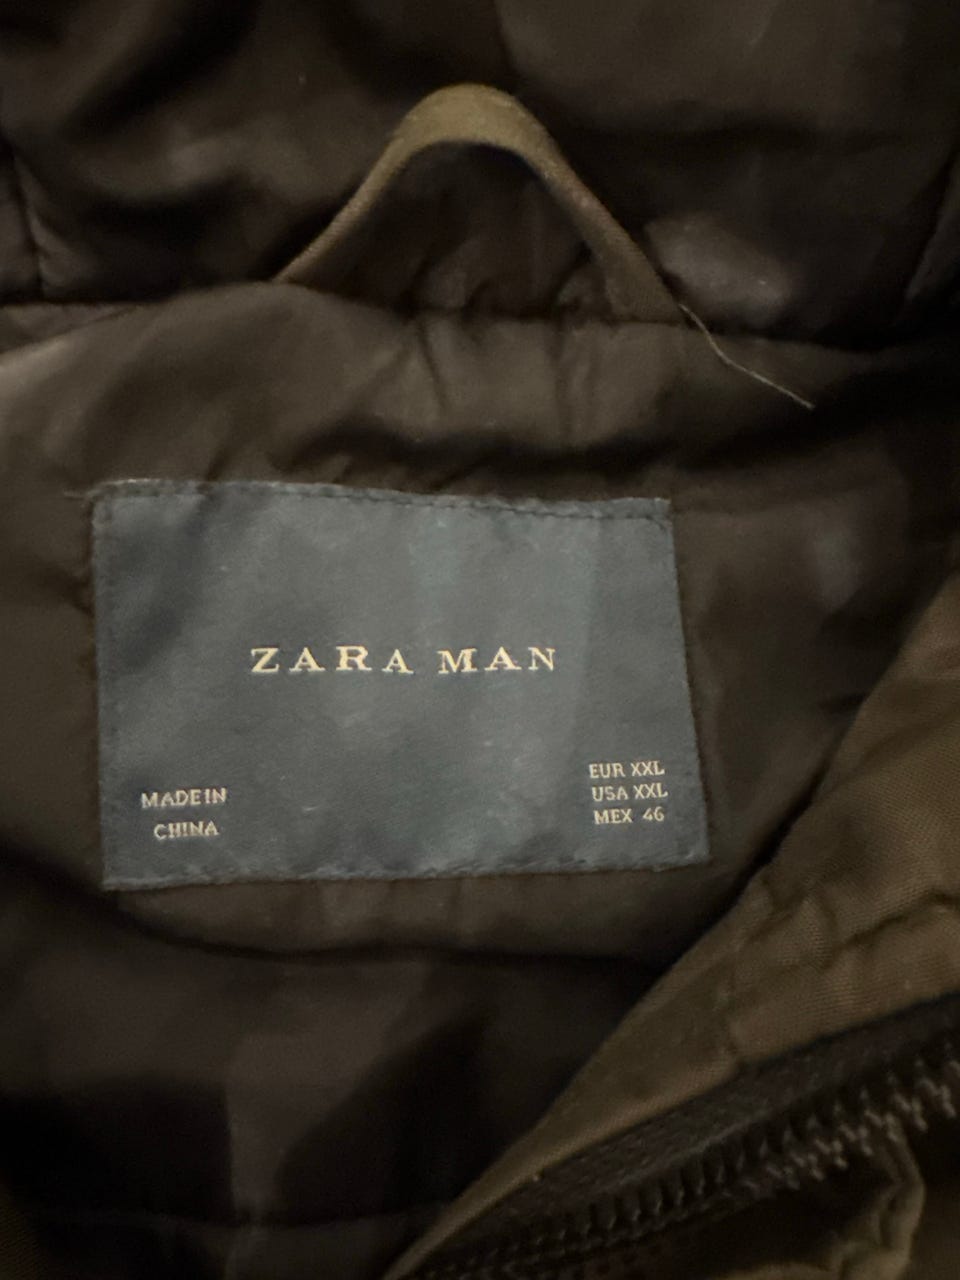 ZARA MAN
MADE IN
CHINA
EUR XXL
USA XXL
MEX 46